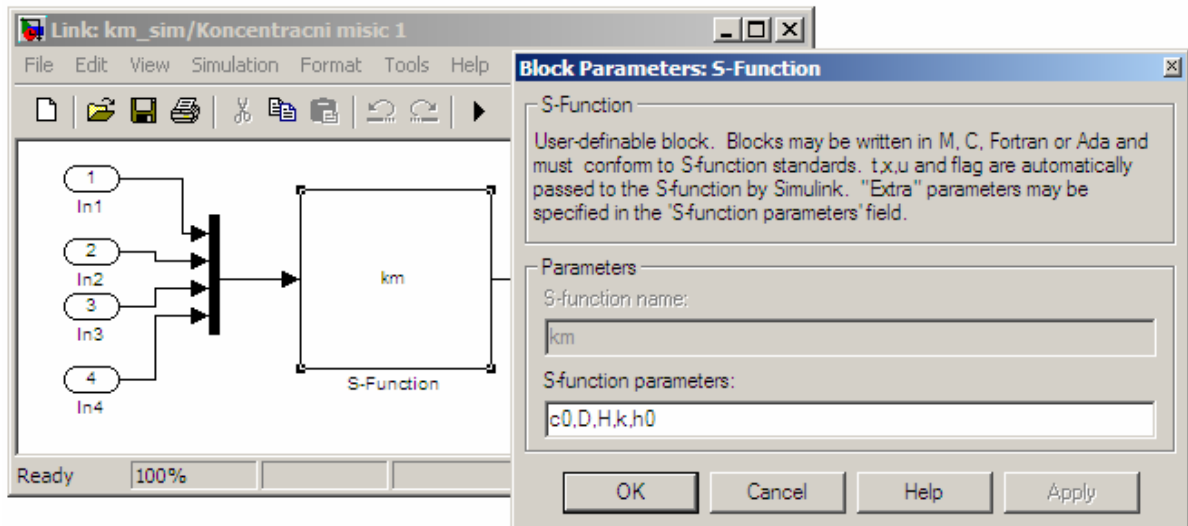 Link: km_sim/Koncentracni misic 1
File Edit View Simulation Format Tools Help
1
In1
2
In2
3
In3
4
In4
km
S-Function
Ready 100%
Block Parameters: S-Function
S-Function
User-definable block. Blocks may be written in M, C, Fortran or Ada and
must conform to S-function standards. t,x,u and flag are automatically
passed to the S-function by Simulink. "Extra" parameters may be
specified in the 'S-function parameters' field.
Parameters
S-function name:
km
S-function parameters:
c0,D,H,k,h0
OK Cancel Help Apply